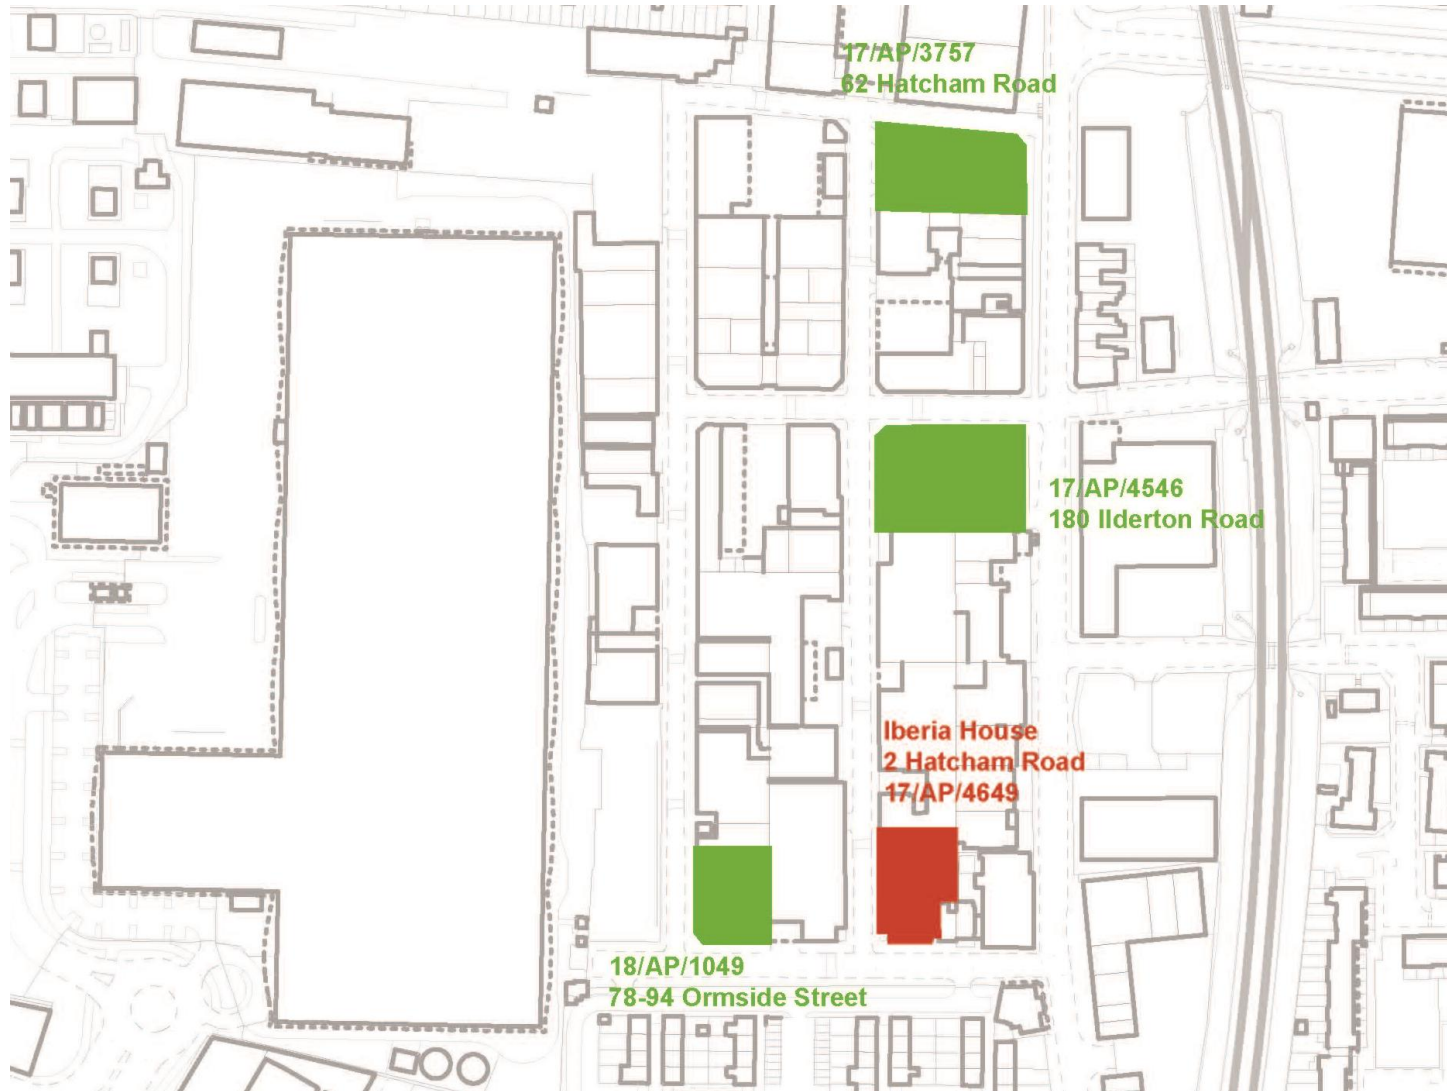 17/AP/3757
62 Hatcham Road
17/AP/4546
180 Ilderton Road
Iberia House
2 Hatcham Road
17/AP/4649
18/AP/1049
78-94 Ormside Street